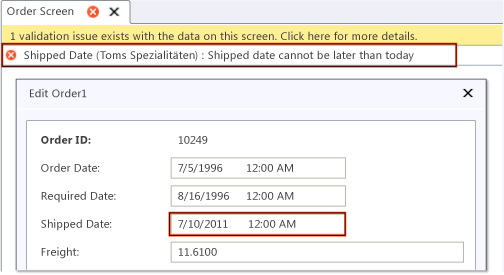 Order Screen
1 validation issue exists with the data on this screen. Click here for more details.
Shipped Date (Toms Spezialitäten) : Shipped date cannot be later than today
Edit Order1
Order ID: 10249
Order Date: 7/5/1996 12:00 AM
Required Date: 8/16/1996 12:00 AM
Shipped Date: 7/10/2011 12:00 AM
Freight: 11.6100